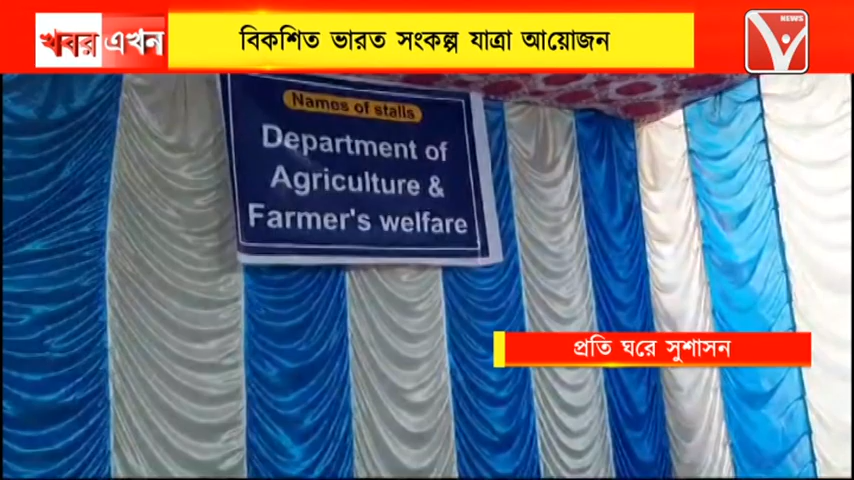 খবর এখন
বিকশিত ভারত সংকল্প যাত্রা আয়োজন
NEWS
Names of stalls
Department of
Agriculture &
Farmer's welfare
প্রতি ঘরে সুশাসন